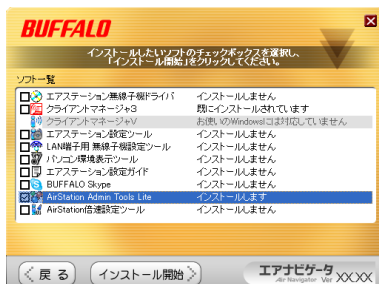 BUFFALO
インストールしたいソフトのチェックボックスを選択し、
「インストール開始」をクリックしてください。
ソフト一覧
エアステーション無線子機ドライバ インストールしません
クライアントマネージャ3 既にインストールされています
クライアントマネージャV お使いのWindowsには対応していません
エアステーション設定ツール インストールしません
LAN端子用 無線子機設定ツール インストールしません
パソコン環境表示ツール インストールしません
エアステーション設定ガイド インストールしません
BUFFALO Skype インストールしません
AirStation Admin Tools Lite インストールします
AirStation倍速設定ツール インストールしません
戻る
インストール開始
エアナビゲータ
Air Navigator Ver XX.XX